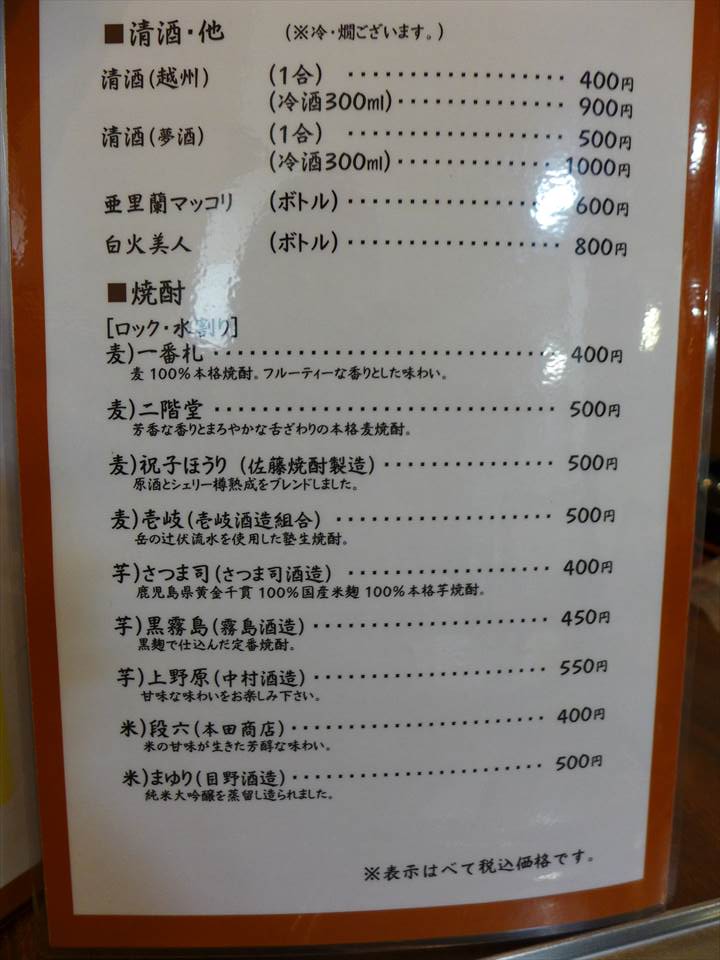 ■清酒・他 (※冷・燗ございます。)
清酒(越州) (1合) ・・・・・・・・・・・・・・・・ 400円
(冷酒300ml)・・・・・・・・・・・・ 900円
清酒(夢酒) (1合) ・・・・・・・・・・・・・・・・ 500円
(冷酒300ml)・・・・・・・・・・・・1000円
亜里蘭マッコリ (ボトル) ・・・・・・・・・・・・・・・・ 600円
白火美人 (ボトル) ・・・・・・・・・・・・・・・・ 800円
■焼酎
[ロック・水割り]
麦)一番札 ・・・・・・・・・・・・・・・・・・・・・・・・・ 400円
麦100%本格焼酎。フルーティーな香りとした味わい。
麦)二階堂 ・・・・・・・・・・・・・・・・・・・・・・・・・ 500円
芳香な香りとまろやかな舌ざわりの本格麦焼酎。
麦)祝子ほうり (佐藤焼酎製造) ・・・・・・・・・・・・・ 500円
原酒とシェリー樽熟成をブレンドしました。
麦)壱岐(壱岐酒造組合) ・・・・・・・・・・・・・・・・ 500円
岳の辻伏流水を使用した塾生焼酎。
芋)さつま司(さつま司酒造) ・・・・・・・・・・・・・・・ 400円
鹿児島県黄金千貫100%国産米麹100%本格芋焼酎。
芋)黒霧島(霧島酒造) ・・・・・・・・・・・・・・・・・・ 450円
黒麹で仕込んだ定番焼酎。
芋)上野原(中村酒造) ・・・・・・・・・・・・・・・・・・ 550円
甘味な味わいをお楽しみ下さい。
米)段六(本田商店)・・・・・・・・・・・・・・・・・・・ 400円
米の甘味が生きた芳醇な味わい。
米)まゆり(目野酒造)・・・・・・・・・・・・・・・・・・ 500円
純米大吟醸を蒸留し造られました。
※表示はべて税込価格です。